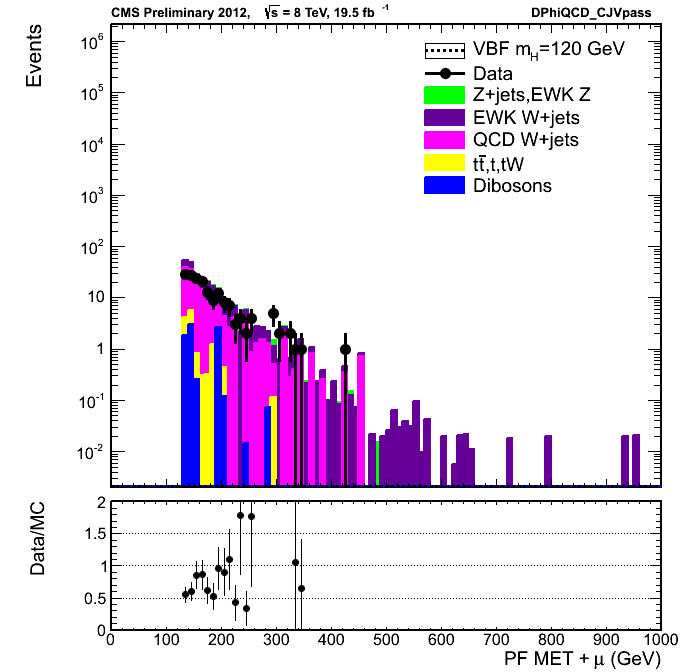 CMS Preliminary 2012, √s = 8 TeV, 19.5 fb⁻¹ DPhiQCD_CJVpass
Events
10⁶
10⁵
10⁴
10³
10²
10
1
10⁻¹
10⁻²
VBF m_H=120 GeV
Data
Z+jets,EWK Z
EWK W+jets
QCD W+jets
tt̄,t,tW
Dibosons
Data/MC
2
1.5
1
0.5
0
0 100 200 300 400 500 600 700 800 900 1000
PF MET + μ (GeV)